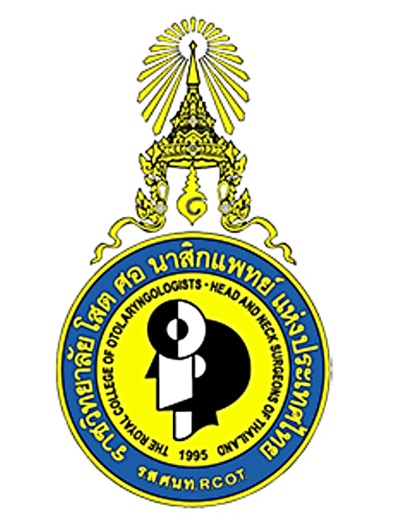 ราชวิทยาลัย โสต ศอ นาสิกแพทย์ แห่งประเทศไทย
THE ROYAL COLLEGE OF OTOLARYNGOLOGISTS - HEAD AND NECK SURGEONS OF THAILAND
๑
1995
รสศนท. RCOT